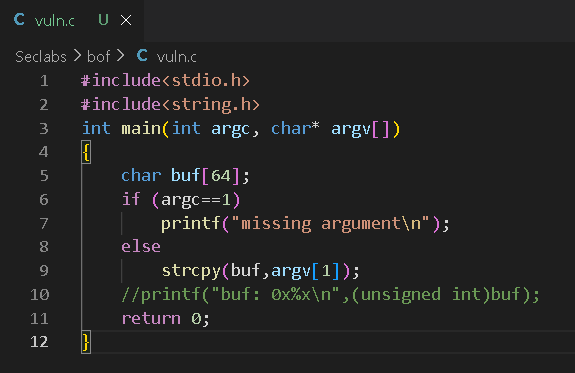 C vuln.c U ×
Seclabs > bof > C vuln.c
1 #include<stdio.h>
2 #include<string.h>
3 int main(int argc, char* argv[])
4 {
5 char buf[64];
6 if (argc==1)
7 printf("missing argument\n");
8 else
9 strcpy(buf,argv[1]);
10 //printf("buf: 0x%x\n",(unsigned int)buf);
11 return 0;
12 }